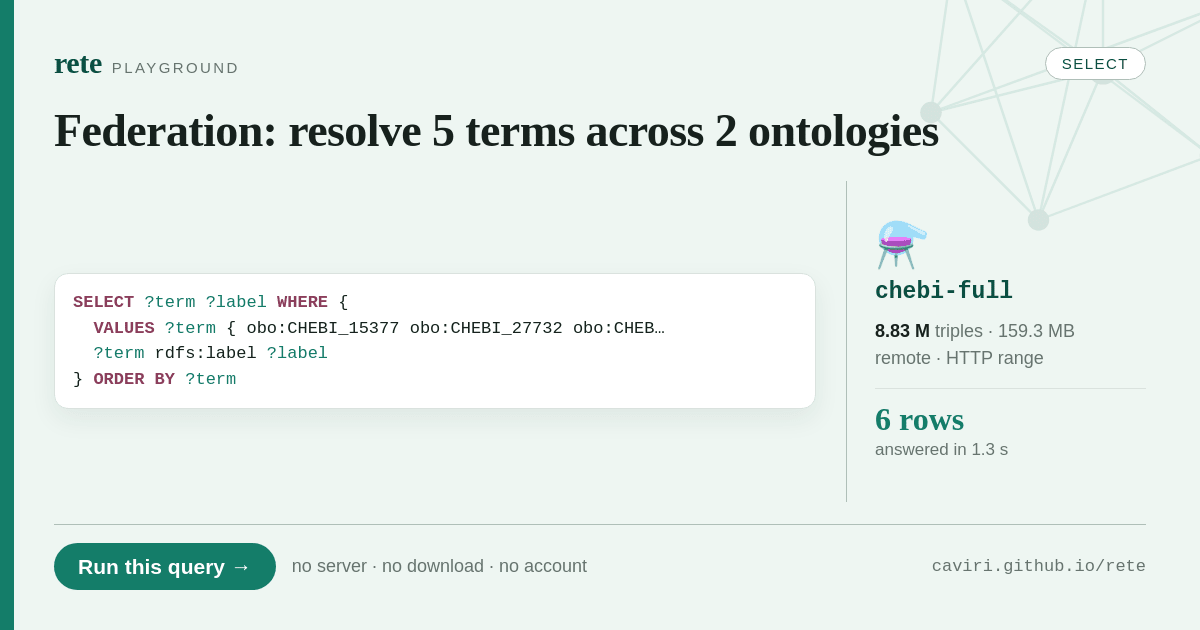 rete PLAYGROUND
SELECT
Federation: resolve 5 terms across 2 ontologies
SELECT ?term ?label WHERE {
VALUES ?term { obo:CHEBI_15377 obo:CHEBI_27732 obo:CHEB…
?term rdfs:label ?label
} ORDER BY ?term
chebi-full
8.83 M triples · 159.3 MB
remote · HTTP range
6 rows
answered in 1.3 s
Run this query →
no server · no download · no account
caviri.github.io/rete